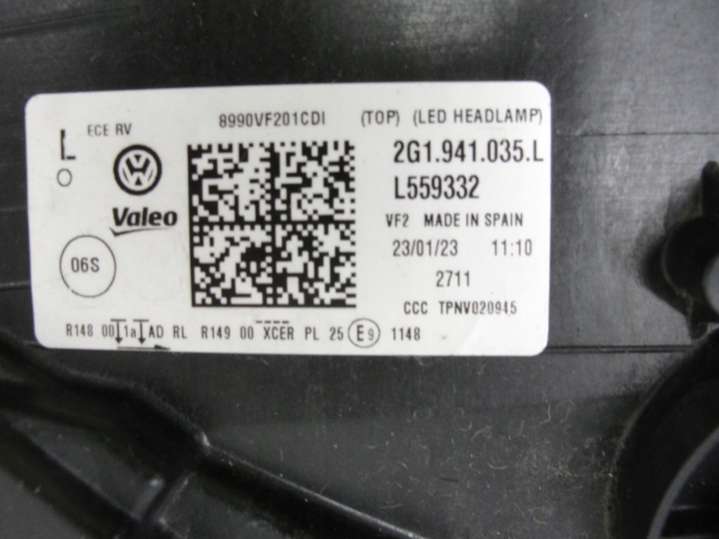 8990VF201CDI (TOP) (LED HEADLAMP)
L ECE RV
2G1.941.035.L
L559332
Valeo
VF2 MADE IN SPAIN
23/01/23 11:10
06S
2711
CCC TPNV020945
R148 00 1a AD RL R149 00 XCER PL 25 E9 1148